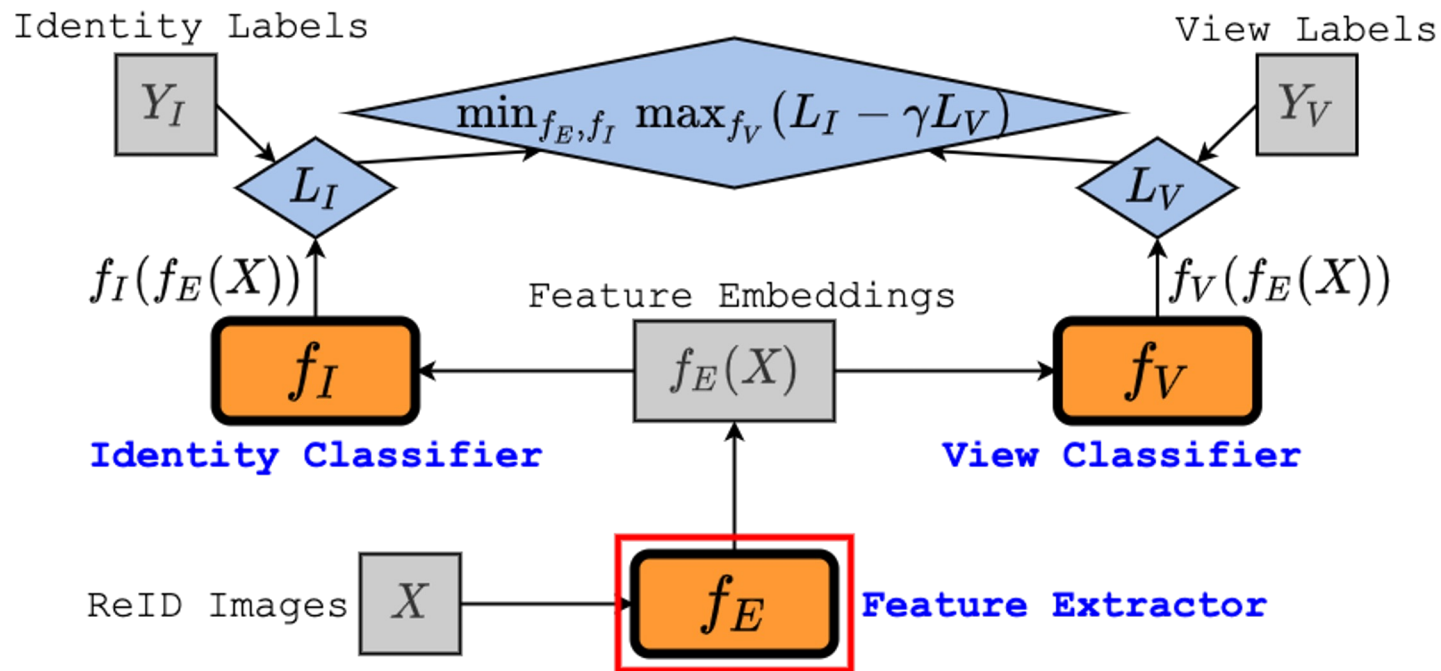 Identity Labels
View Labels
Y_I
min_{f_E, f_I} max_{f_V} (L_I − γL_V)
Y_V
L_I
L_V
f_I(f_E(X))
f_V(f_E(X))
Feature Embeddings
f_I
f_E(X)
f_V
Identity Classifier
View Classifier
ReID Images
X
f_E
Feature Extractor